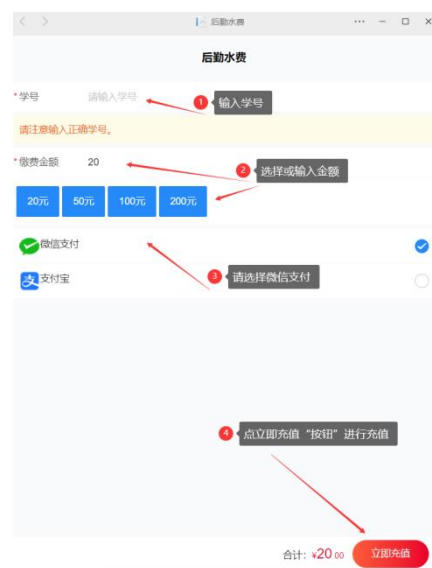 后勤水费
后勤水费
*学号 请输入学号
1 输入学号
请注意输入正确学号。
*缴费金额 20
2 选择或输入金额
20元 50元 100元 200元
微信支付
3 请选择微信支付
支 支付宝
4 点立即充值“按钮”进行充值
合计：¥20.00 立即充值